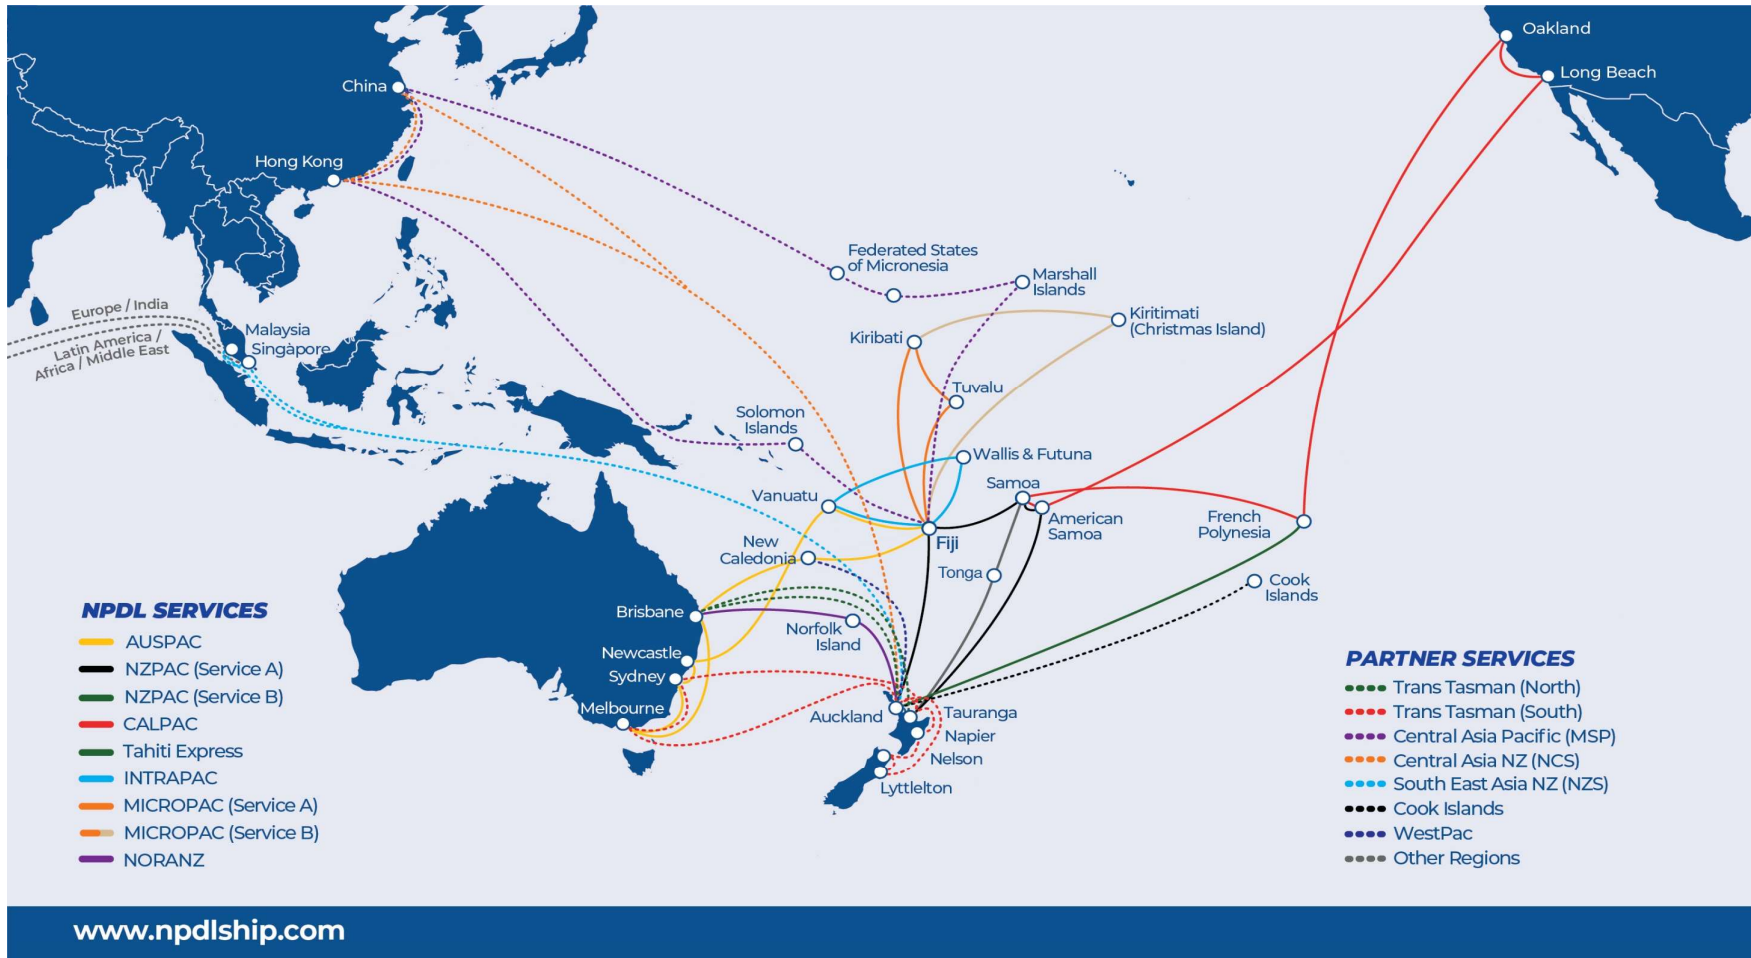 Oakland
Long Beach
China
Hong Kong
Federated States
of Micronesia
Marshall
Islands
Kiritimati
(Christmas Island)
Europe / India
Latin America /
Africa / Middle East
Malaysia
Singapore
Kiribati
Tuvalu
Solomon
Islands
Wallis & Futuna
Vanuatu
Samoa
American
Samoa
French
Polynesia
New
Caledonia
Fiji
Tonga
Cook
Islands
Brisbane
Norfolk
Island
Newcastle
Sydney
Melbourne
Auckland
Tauranga
Napier
Nelson
Lyttlelton
NPDL SERVICES
AUSPAC
NZPAC (Service A)
NZPAC (Service B)
CALPAC
Tahiti Express
INTRAPAC
MICROPAC (Service A)
MICROPAC (Service B)
NORANZ
PARTNER SERVICES
Trans Tasman (North)
Trans Tasman (South)
Central Asia Pacific (MSP)
Central Asia NZ (NCS)
South East Asia NZ (NZS)
Cook Islands
WestPac
Other Regions
www.npdlship.com